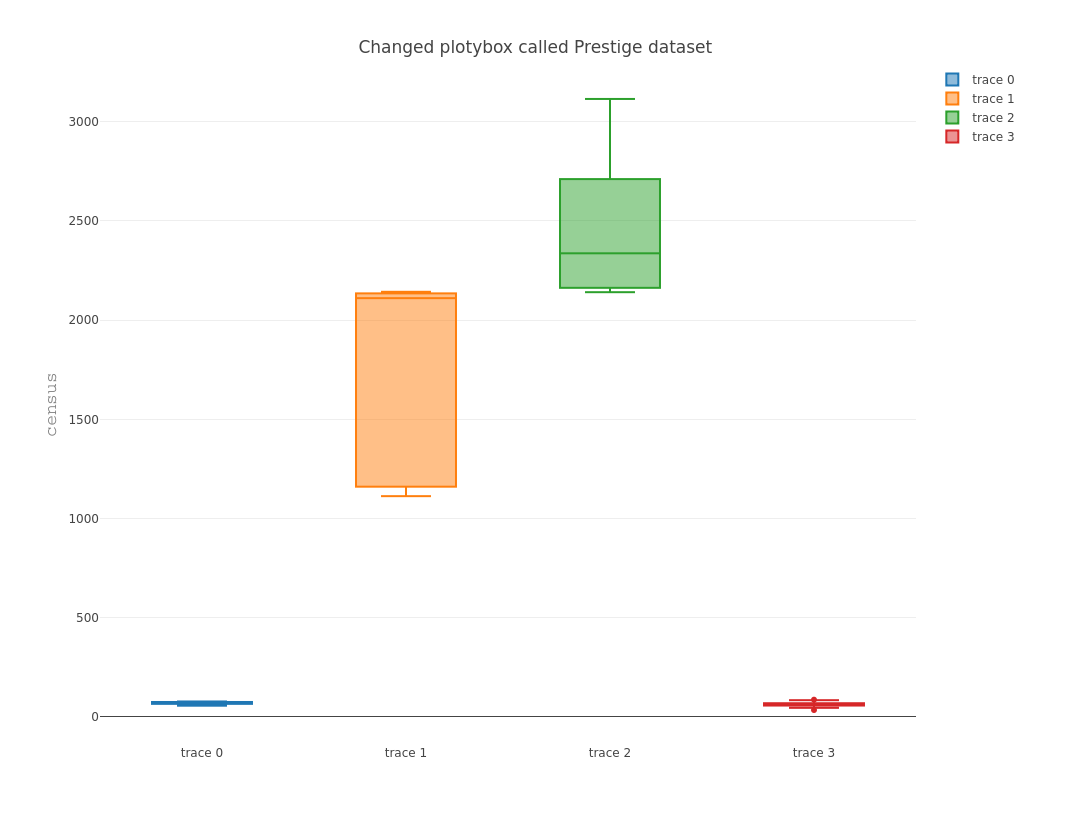 Changed plotybox called Prestige dataset
trace 0
trace 1
trace 2
trace 3
3000
2500
2000
1500
1000
500
0
census
trace 0
trace 1
trace 2
trace 3